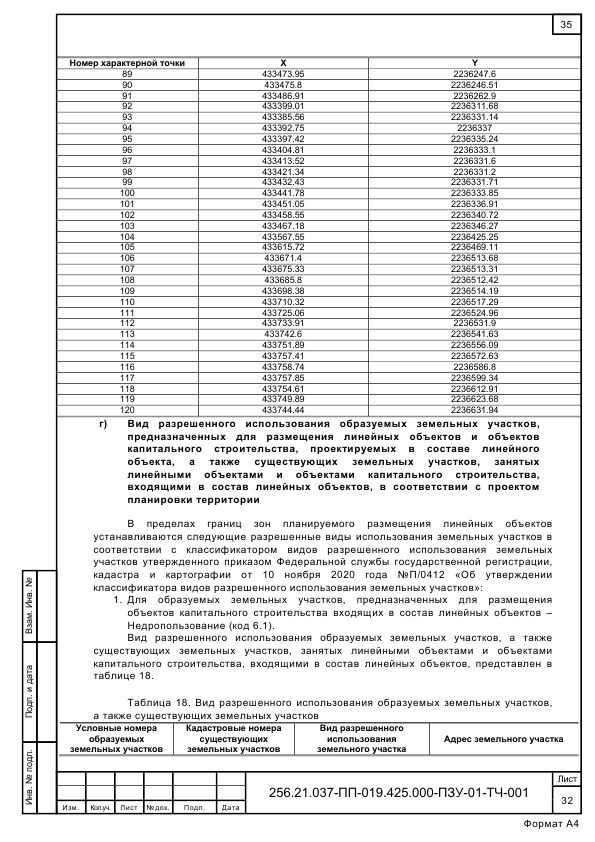 35
Номер характерной точки X Y
89 433473.95 2236247.6
90 433475.8 2236246.51
91 433486.91 2236262.9
92 433399.01 2236311.68
93 433385.56 2236331.14
94 433392.75 2236337
95 433397.42 2236335.24
96 433404.81 2236333.1
97 433413.52 2236331.6
98 433421.34 2236331.2
99 433432.43 2236331.71
100 433441.78 2236333.85
101 433451.05 2236336.91
102 433458.55 2236340.72
103 433467.18 2236346.27
104 433567.55 2236425.25
105 433615.72 2236469.11
106 433671.4 2236513.68
107 433675.33 2236513.31
108 433685.8 2236512.42
109 433698.38 2236514.19
110 433710.32 2236517.29
111 433725.06 2236524.96
112 433733.91 2236531.9
113 433742.6 2236541.63
114 433751.89 2236556.09
115 433757.41 2236572.63
116 433758.74 2236586.8
117 433757.85 2236599.34
118 433754.61 2236612.91
119 433749.89 2236623.68
120 433744.44 2236631.94
г) Вид разрешенного использования образуемых земельных участков,
предназначенных для размещения линейных объектов и объектов
капитального строительства, проектируемых в составе линейного
объекта, а также существующих земельных участков, занятых
линейными объектами и объектами капитального строительства,
входящими в состав линейных объектов, в соответствии с проектом
планировки территории
В пределах границ зон планируемого размещения линейных объектов
устанавливаются следующие разрешенные виды использования земельных участков в
соответствии с классификатором видов разрешенного использования земельных
участков утвержденного приказом Федеральной службы государственной регистрации,
кадастра и картографии от 10 ноября 2020 года №П/0412 «Об утверждении
классификатора видов разрешенного использования земельных участков»:
1. Для образуемых земельных участков, предназначенных для размещения
объектов капитального строительства входящих в состав линейных объектов –
Недропользование (код 6.1).
Вид разрешенного использования образуемых земельных участков, а также
существующих земельных участков, занятых линейными объектами и объектами
капитального строительства, входящими в состав линейных объектов, представлен в
таблице 18.
Таблица 18. Вид разрешенного использования образуемых земельных участков,
а также существующих земельных участков
Условные номера образуемых земельных участков
Кадастровые номера существующих земельных участков
Вид разрешенного использования земельного участка
Адрес земельного участка
Взам. Инв. №
Подп. и дата
Инв. № подл.
Изм. Колуч. Лист №док. Подп. Дата
256.21.037-ПП-019.425.000-ПЗУ-01-ТЧ-001
Лист
32
Формат А4